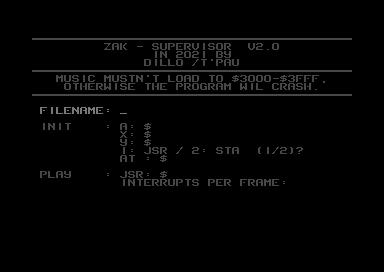 ZAK - SUPERVISOR V2.0
IN 2021 BY
DILLO /T'PAU
MUSIC MUSTN'T LOAD TO $3000-$3FFF,
OTHERWISE THE PROGRAM WIL CRASH.
FILENAME: _
INIT : A: $
X: $
Y: $
1: JSR / 2: STA (1/2)?
AT : $
PLAY : JSR: $
INTERRUPTS PER FRAME: